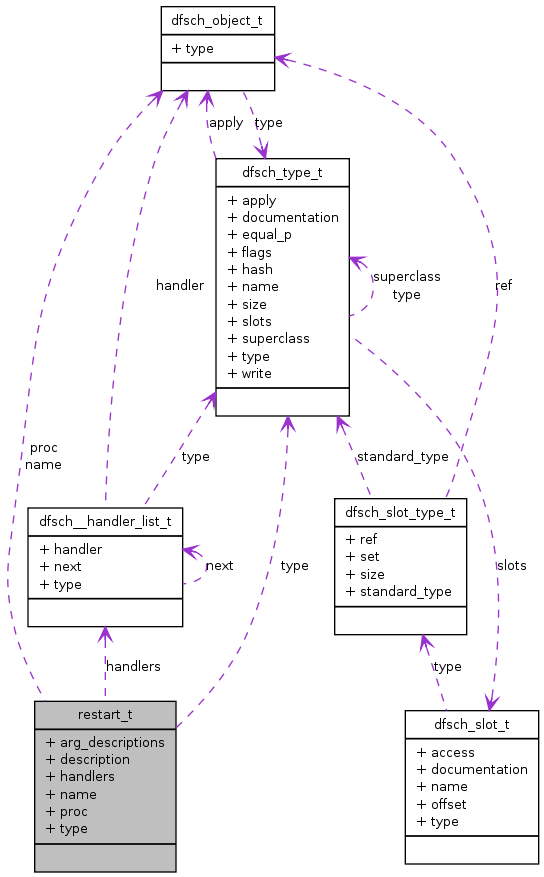 dfsch_object_t
+ type
apply
type
dfsch_type_t
+ apply
+ documentation
+ equal_p
+ flags
+ hash
+ name
+ size
+ slots
+ superclass
+ type
+ write
superclass
type
handler
ref
proc
name
type
standard_type
dfsch__handler_list_t
+ handler
+ next
+ type
next
type
dfsch_slot_type_t
+ ref
+ set
+ size
+ standard_type
slots
handlers
type
restart_t
+ arg_descriptions
+ description
+ handlers
+ name
+ proc
+ type
dfsch_slot_t
+ access
+ documentation
+ name
+ offset
+ type